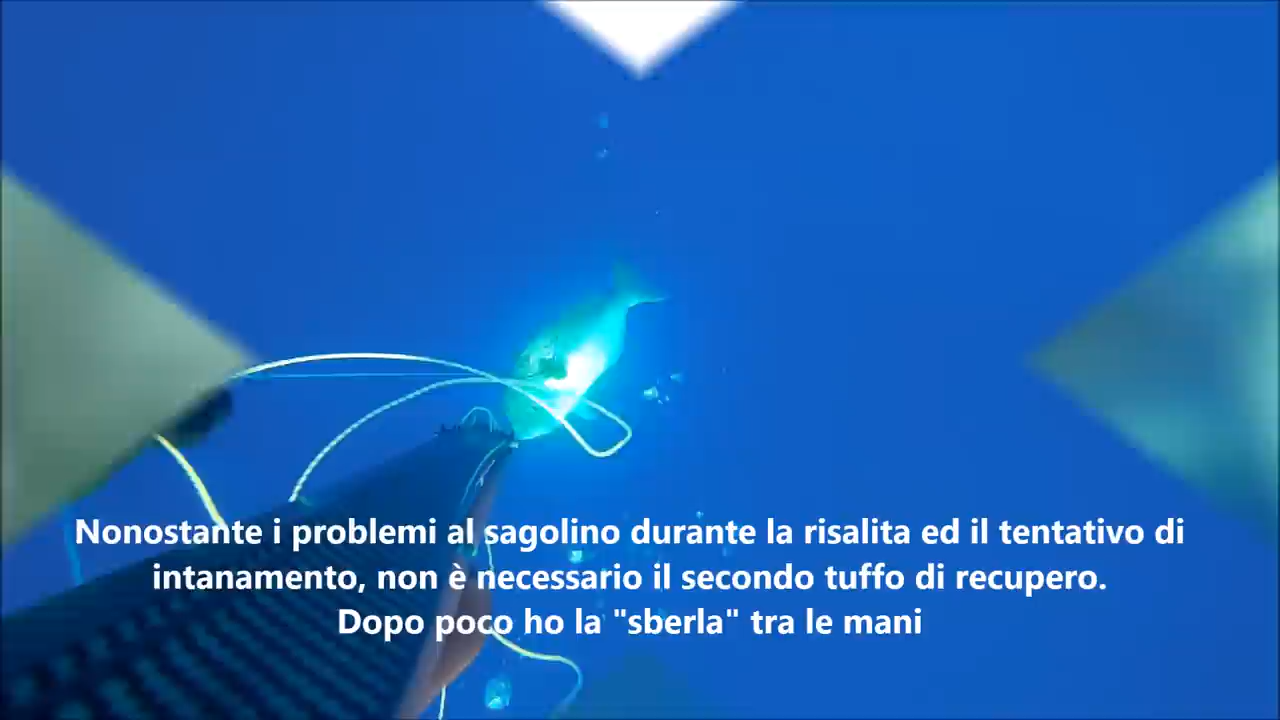 Nonostante i problemi al sagolino durante la risalita ed il tentativo di
intanamento, non è necessario il secondo tuffo di recupero.
Dopo poco ho la "sberla" tra le mani